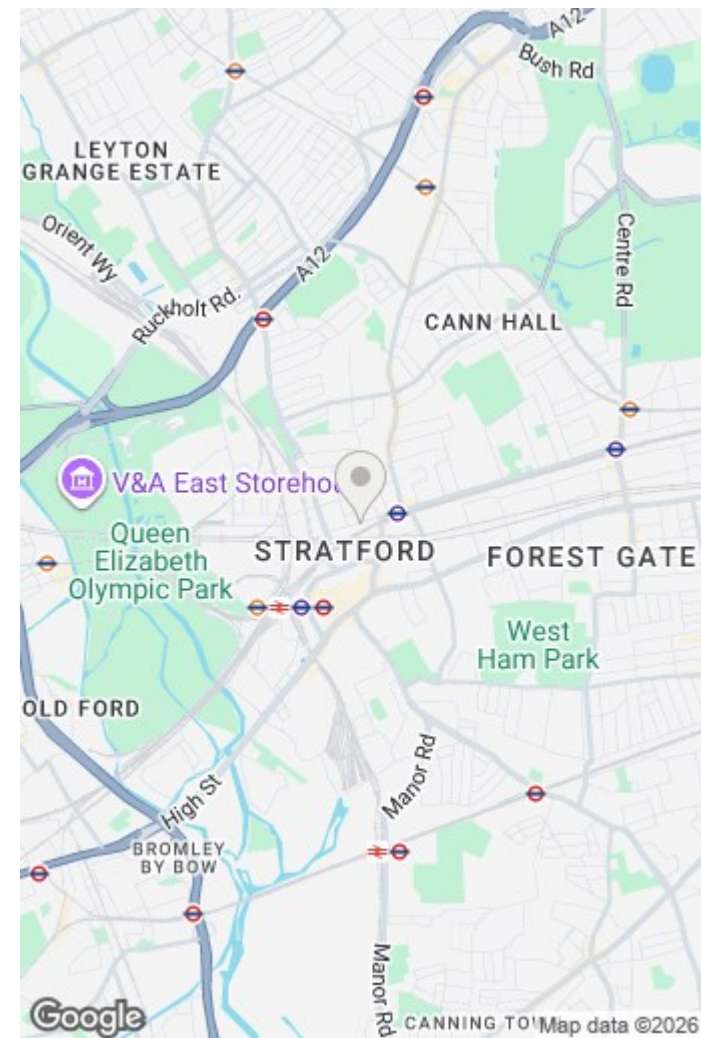 A12
Bush Rd
LEYTON
GRANGE ESTATE
Orient Wy
Centre Rd
A12
Ruckholt Rd.
CANN HALL
V&A East Storehou
Queen
Elizabeth
Olympic Park
STRATFORD
FOREST GATE
West
Ham Park
OLD FORD
Manor Rd
High St
BROMLEY
BY BOW
Manor Rd
Google
CANNING TOW
Map data ©2026